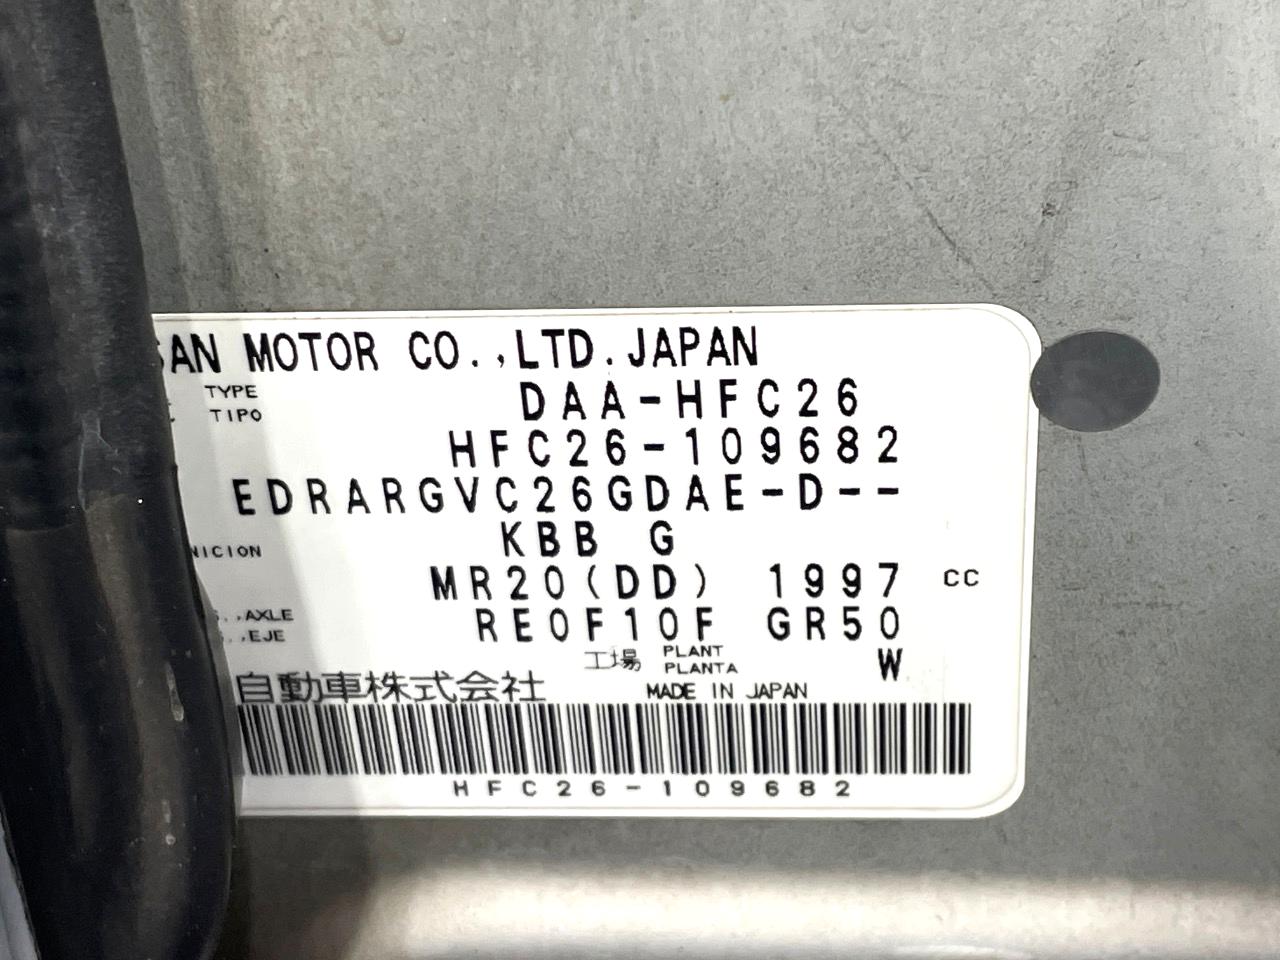 SAN MOTOR CO.,LTD.JAPAN
TYPE DAA-HFC26
TIPO
HFC26-109682
EDRARGVC26GDAE-D--
NICION KBB G
MR20(DD) 1997 CC
.,AXLE RE0F10F GR50
.,EJE
工場 PLANT W
PLANTA
自動車株式会社 MADE IN JAPAN
HFC26-109682